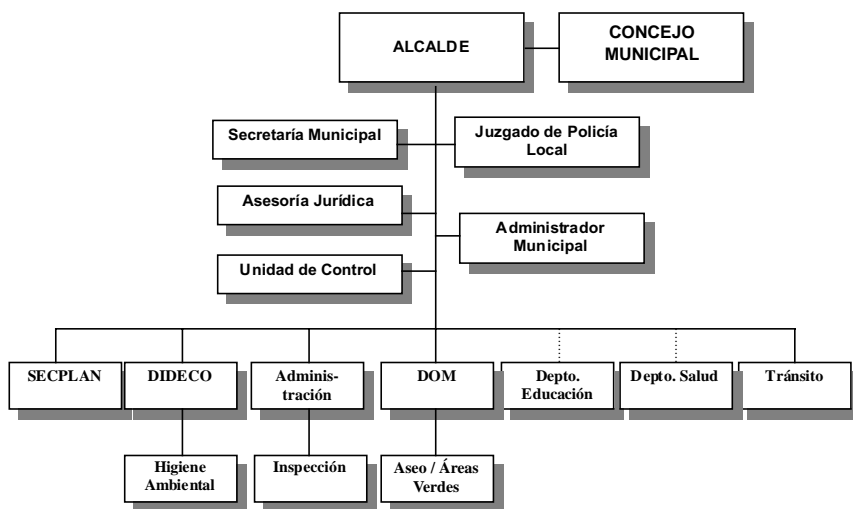 ALCALDE
CONCEJO
MUNICIPAL
Secretaría Municipal
Juzgado de Policía
Local
Asesoría Jurídica
Administrador
Municipal
Unidad de Control
SECPLAN
DIDECO
Adminis-
tración
DOM
Depto.
Educación
Depto. Salud
Tránsito
Higiene
Ambiental
Inspección
Aseo / Áreas
Verdes